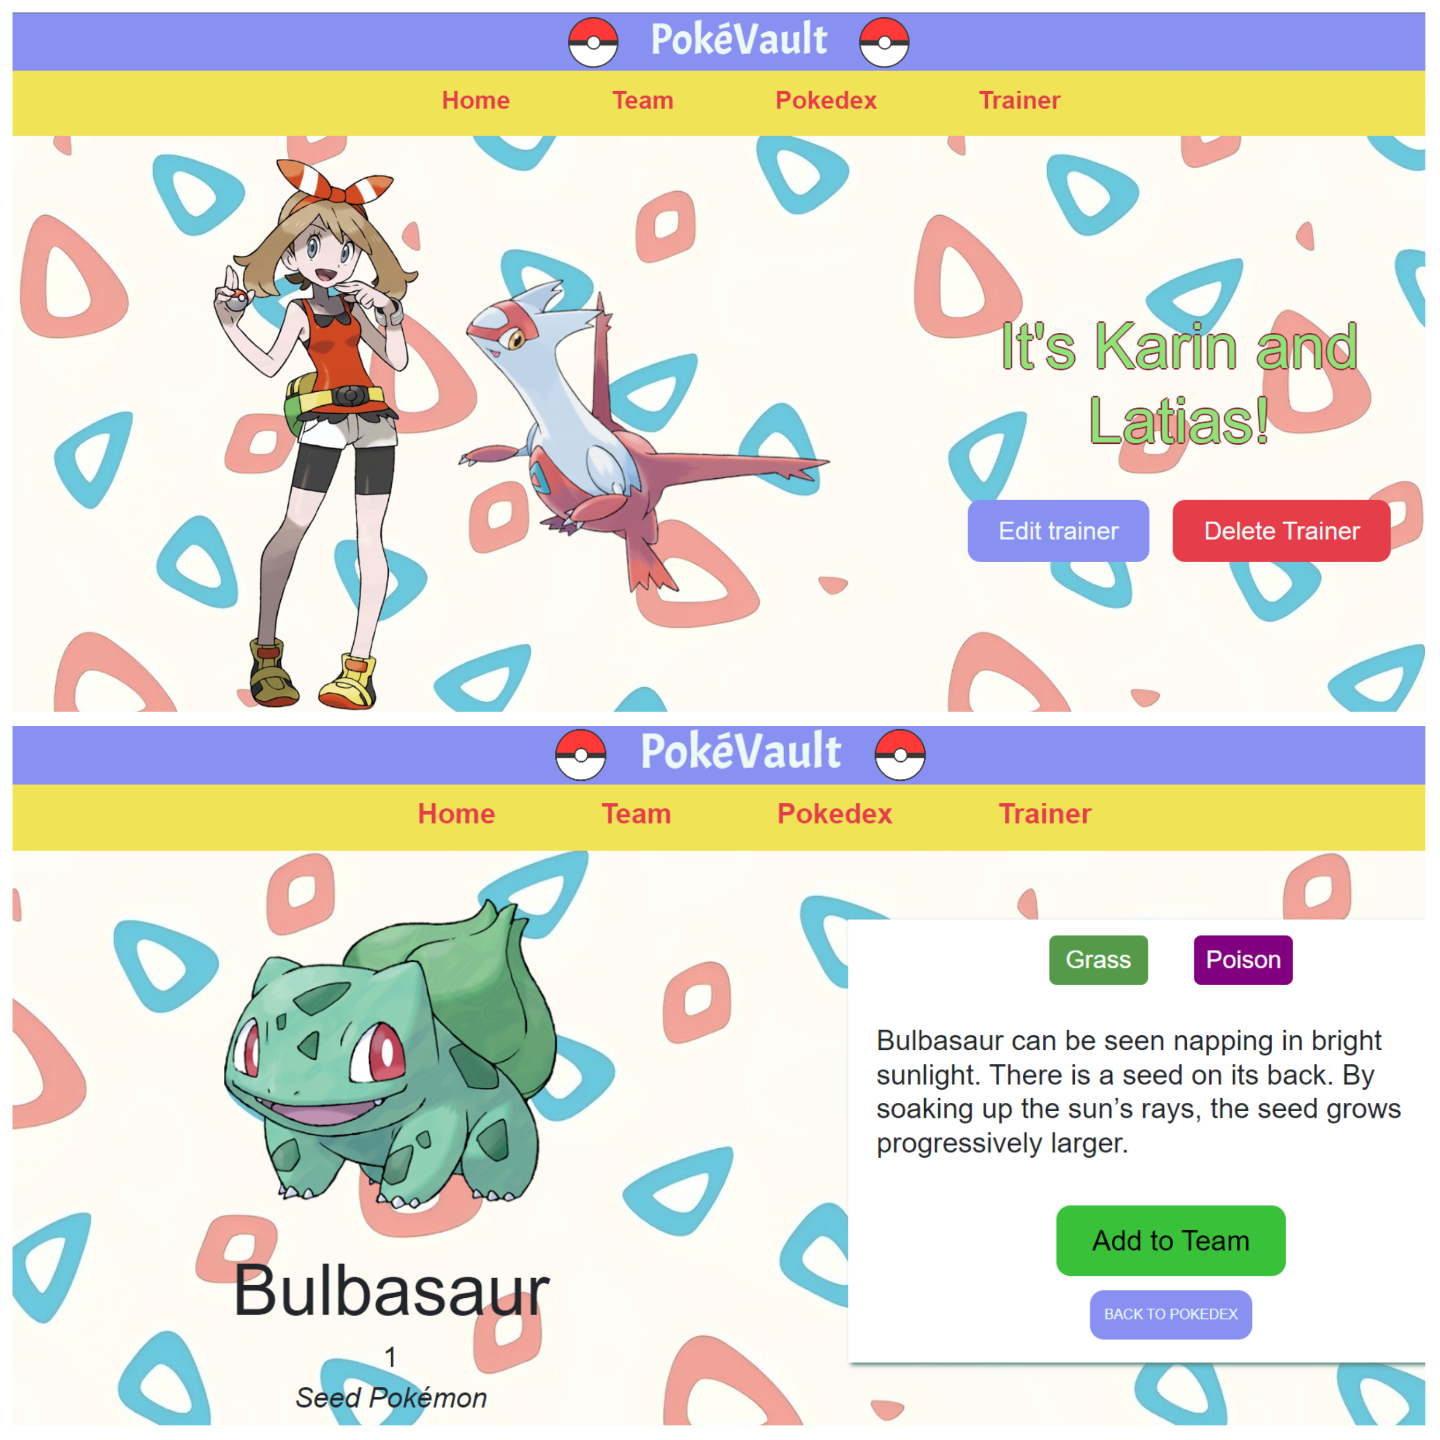 PokéVault
Home Team Pokedex Trainer
It's Karin and
Latias!
Edit trainer Delete Trainer
PokéVault
Home Team Pokedex Trainer
Grass Poison
Bulbasaur can be seen napping in bright
sunlight. There is a seed on its back. By
soaking up the sun’s rays, the seed grows
progressively larger.
Add to Team
BACK TO POKEDEX
Bulbasaur
1
Seed Pokémon